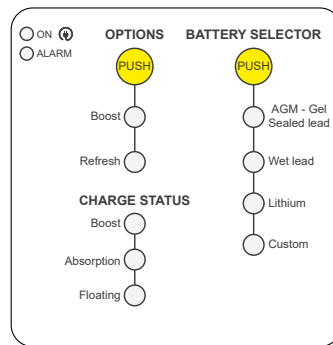 ON
ALARM
OPTIONS
PUSH
Boost
Refresh
CHARGE STATUS
Boost
Absorption
Floating
BATTERY SELECTOR
PUSH
AGM - Gel
Sealed lead
Wet lead
Lithium
Custom